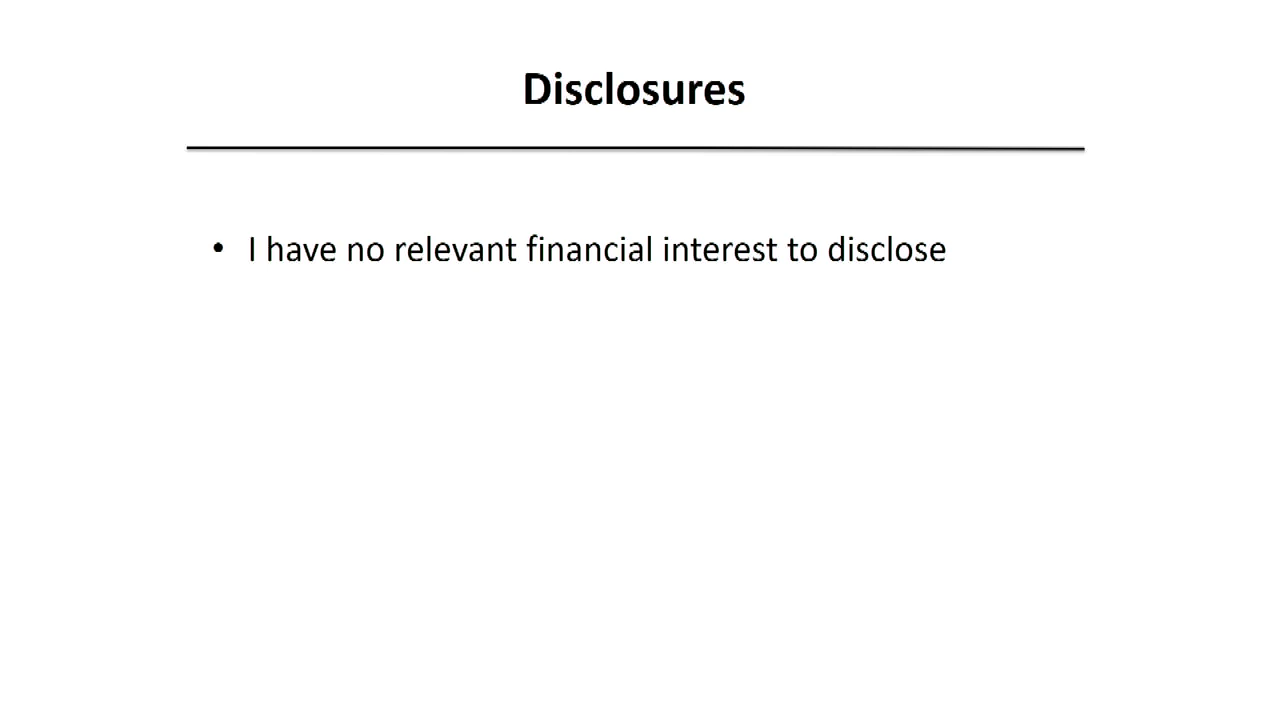 Disclosures
• I have no relevant financial interest to disclose